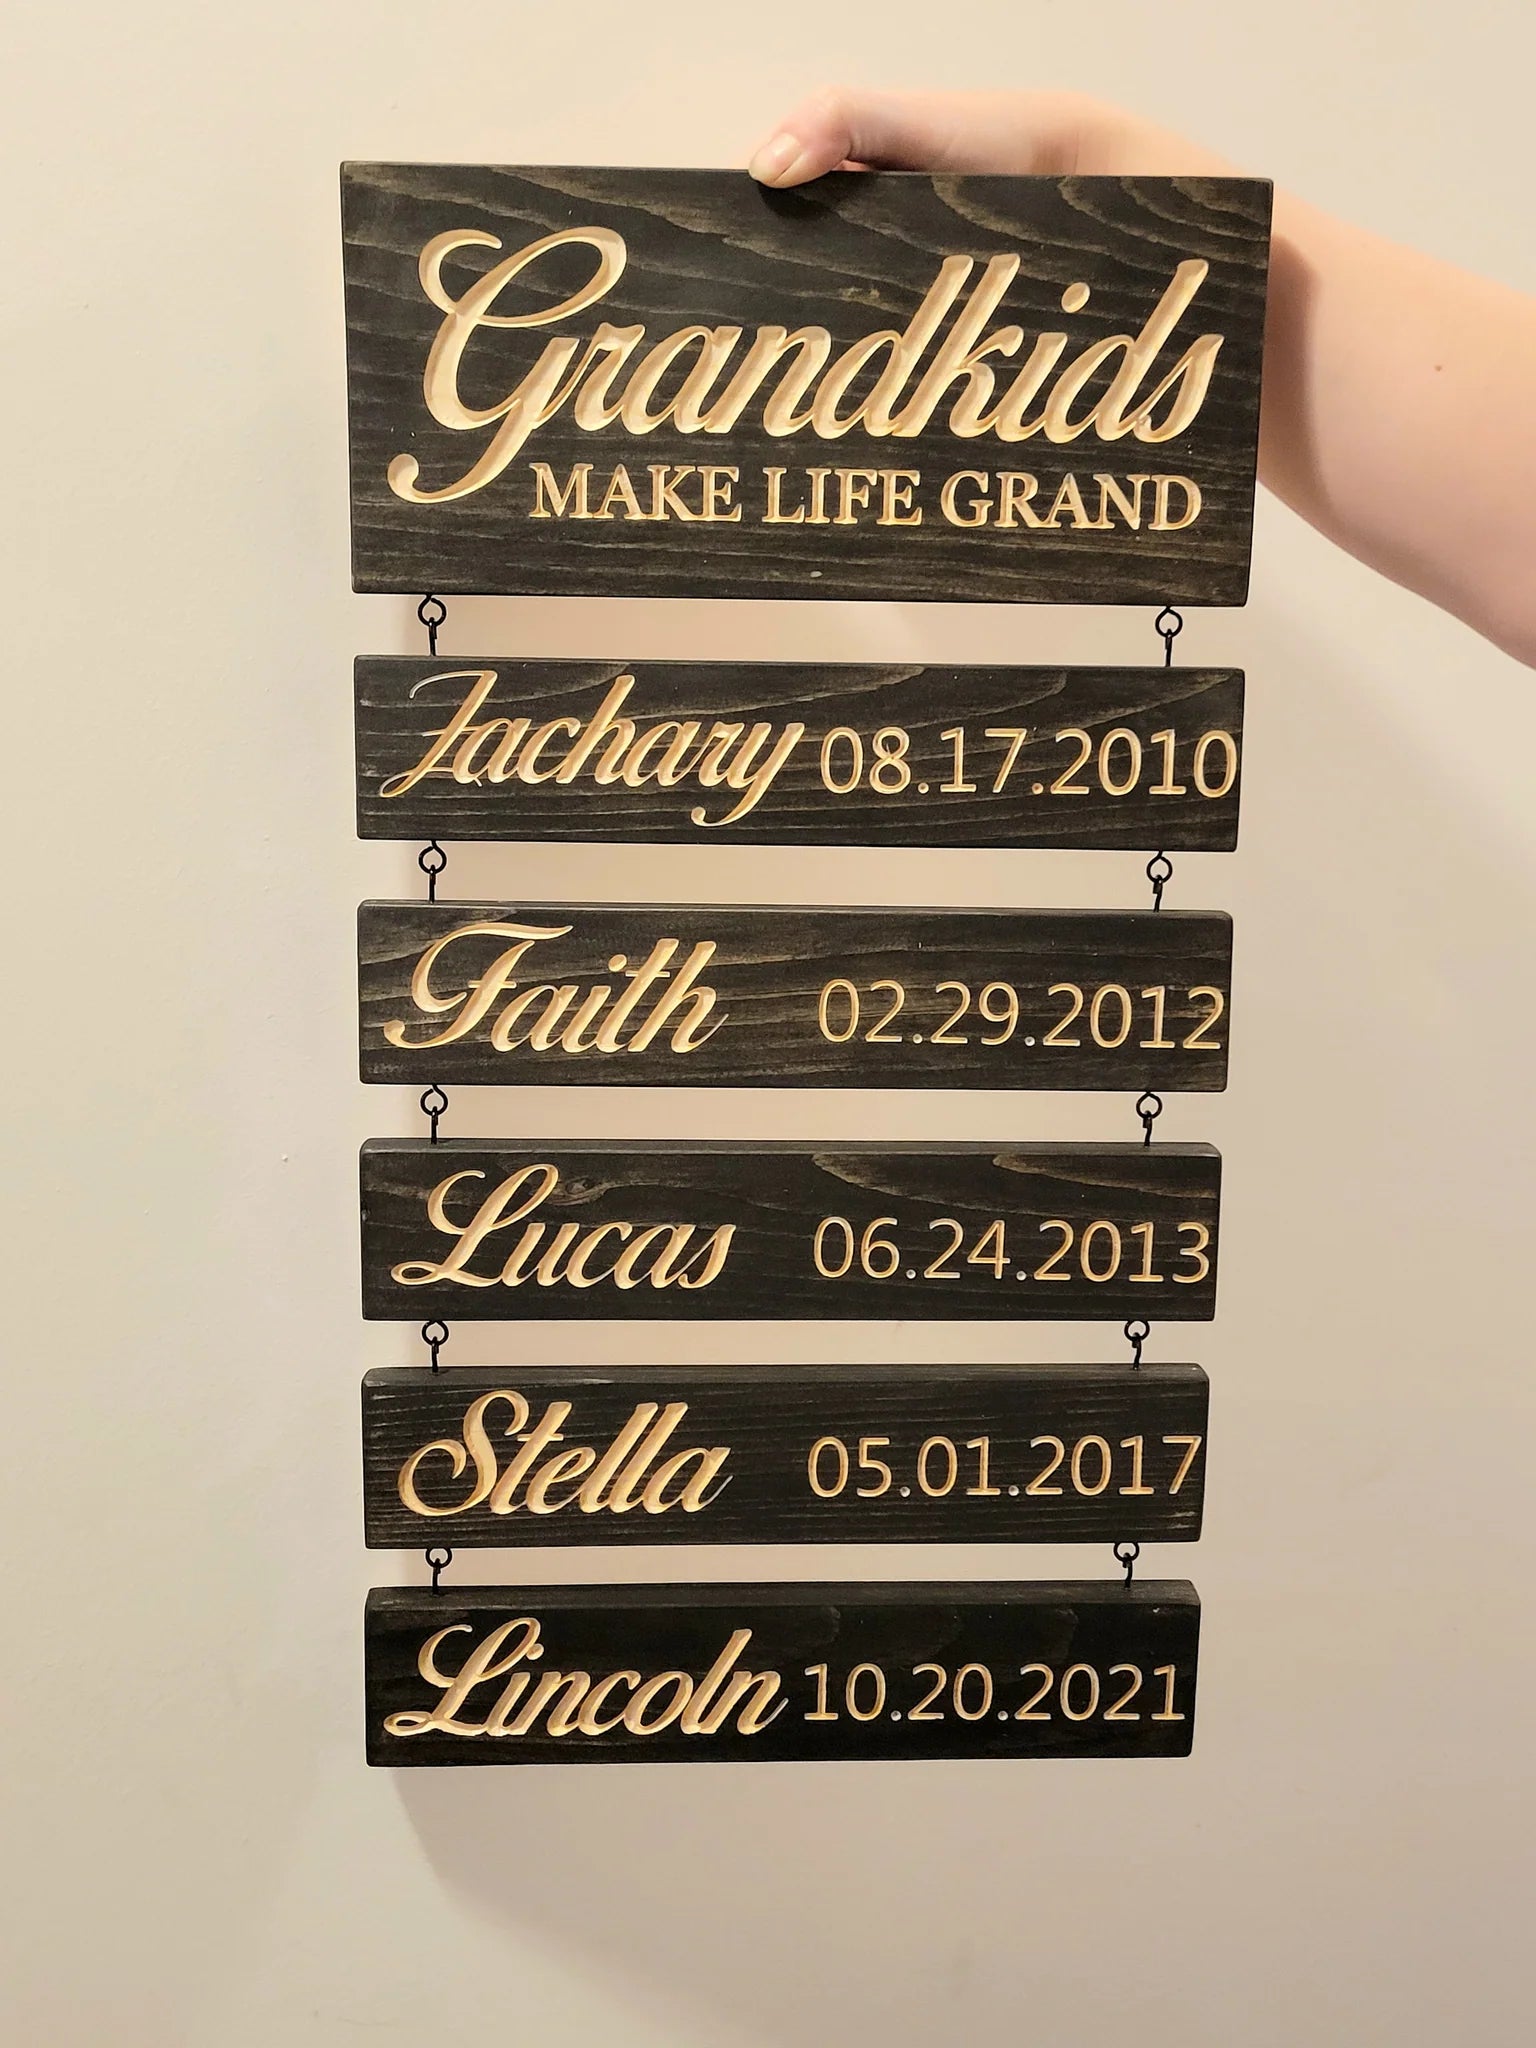 Grandkids
MAKE LIFE GRAND
Zachary 08.17.2010
Faith 02.29.2012
Lucas 06.24.2013
Stella 05.01.2017
Lincoln 10.20.2021